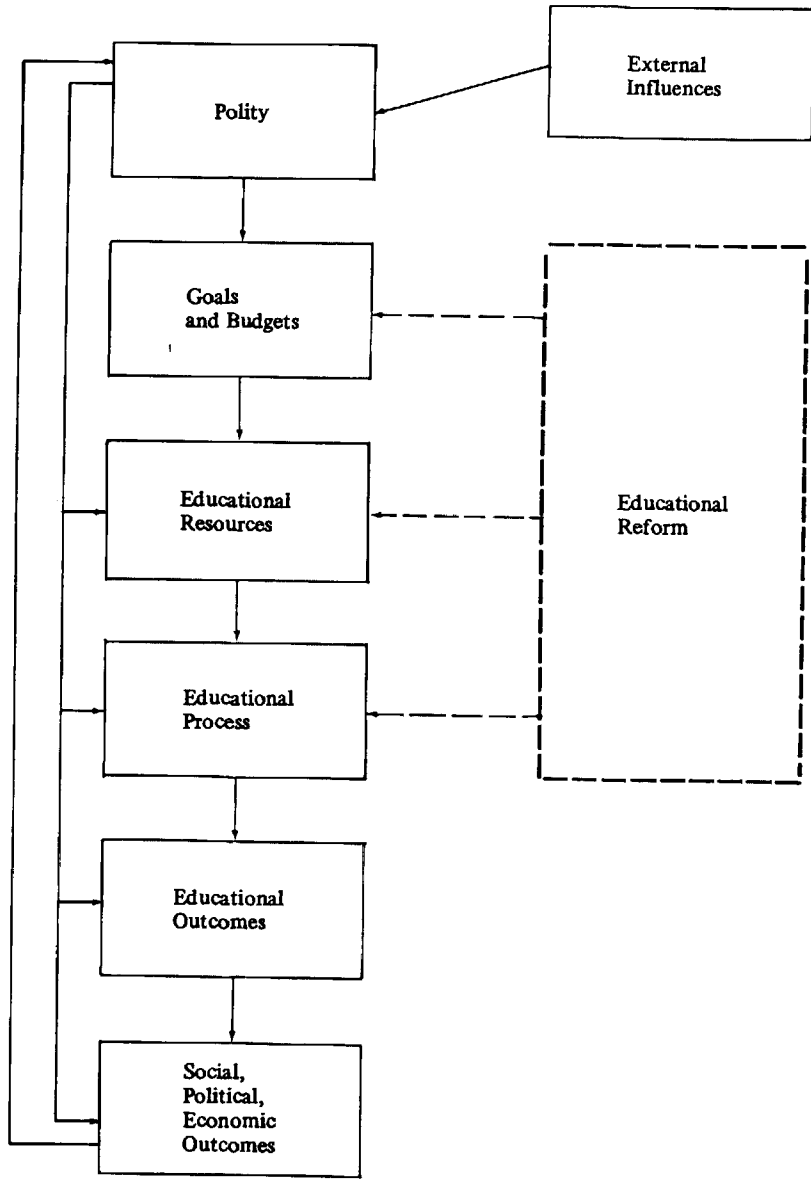 Polity
External
Influences
Goals
and Budgets
Educational
Resources
Educational
Reform
Educational
Process
Educational
Outcomes
Social,
Political,
Economic
Outcomes